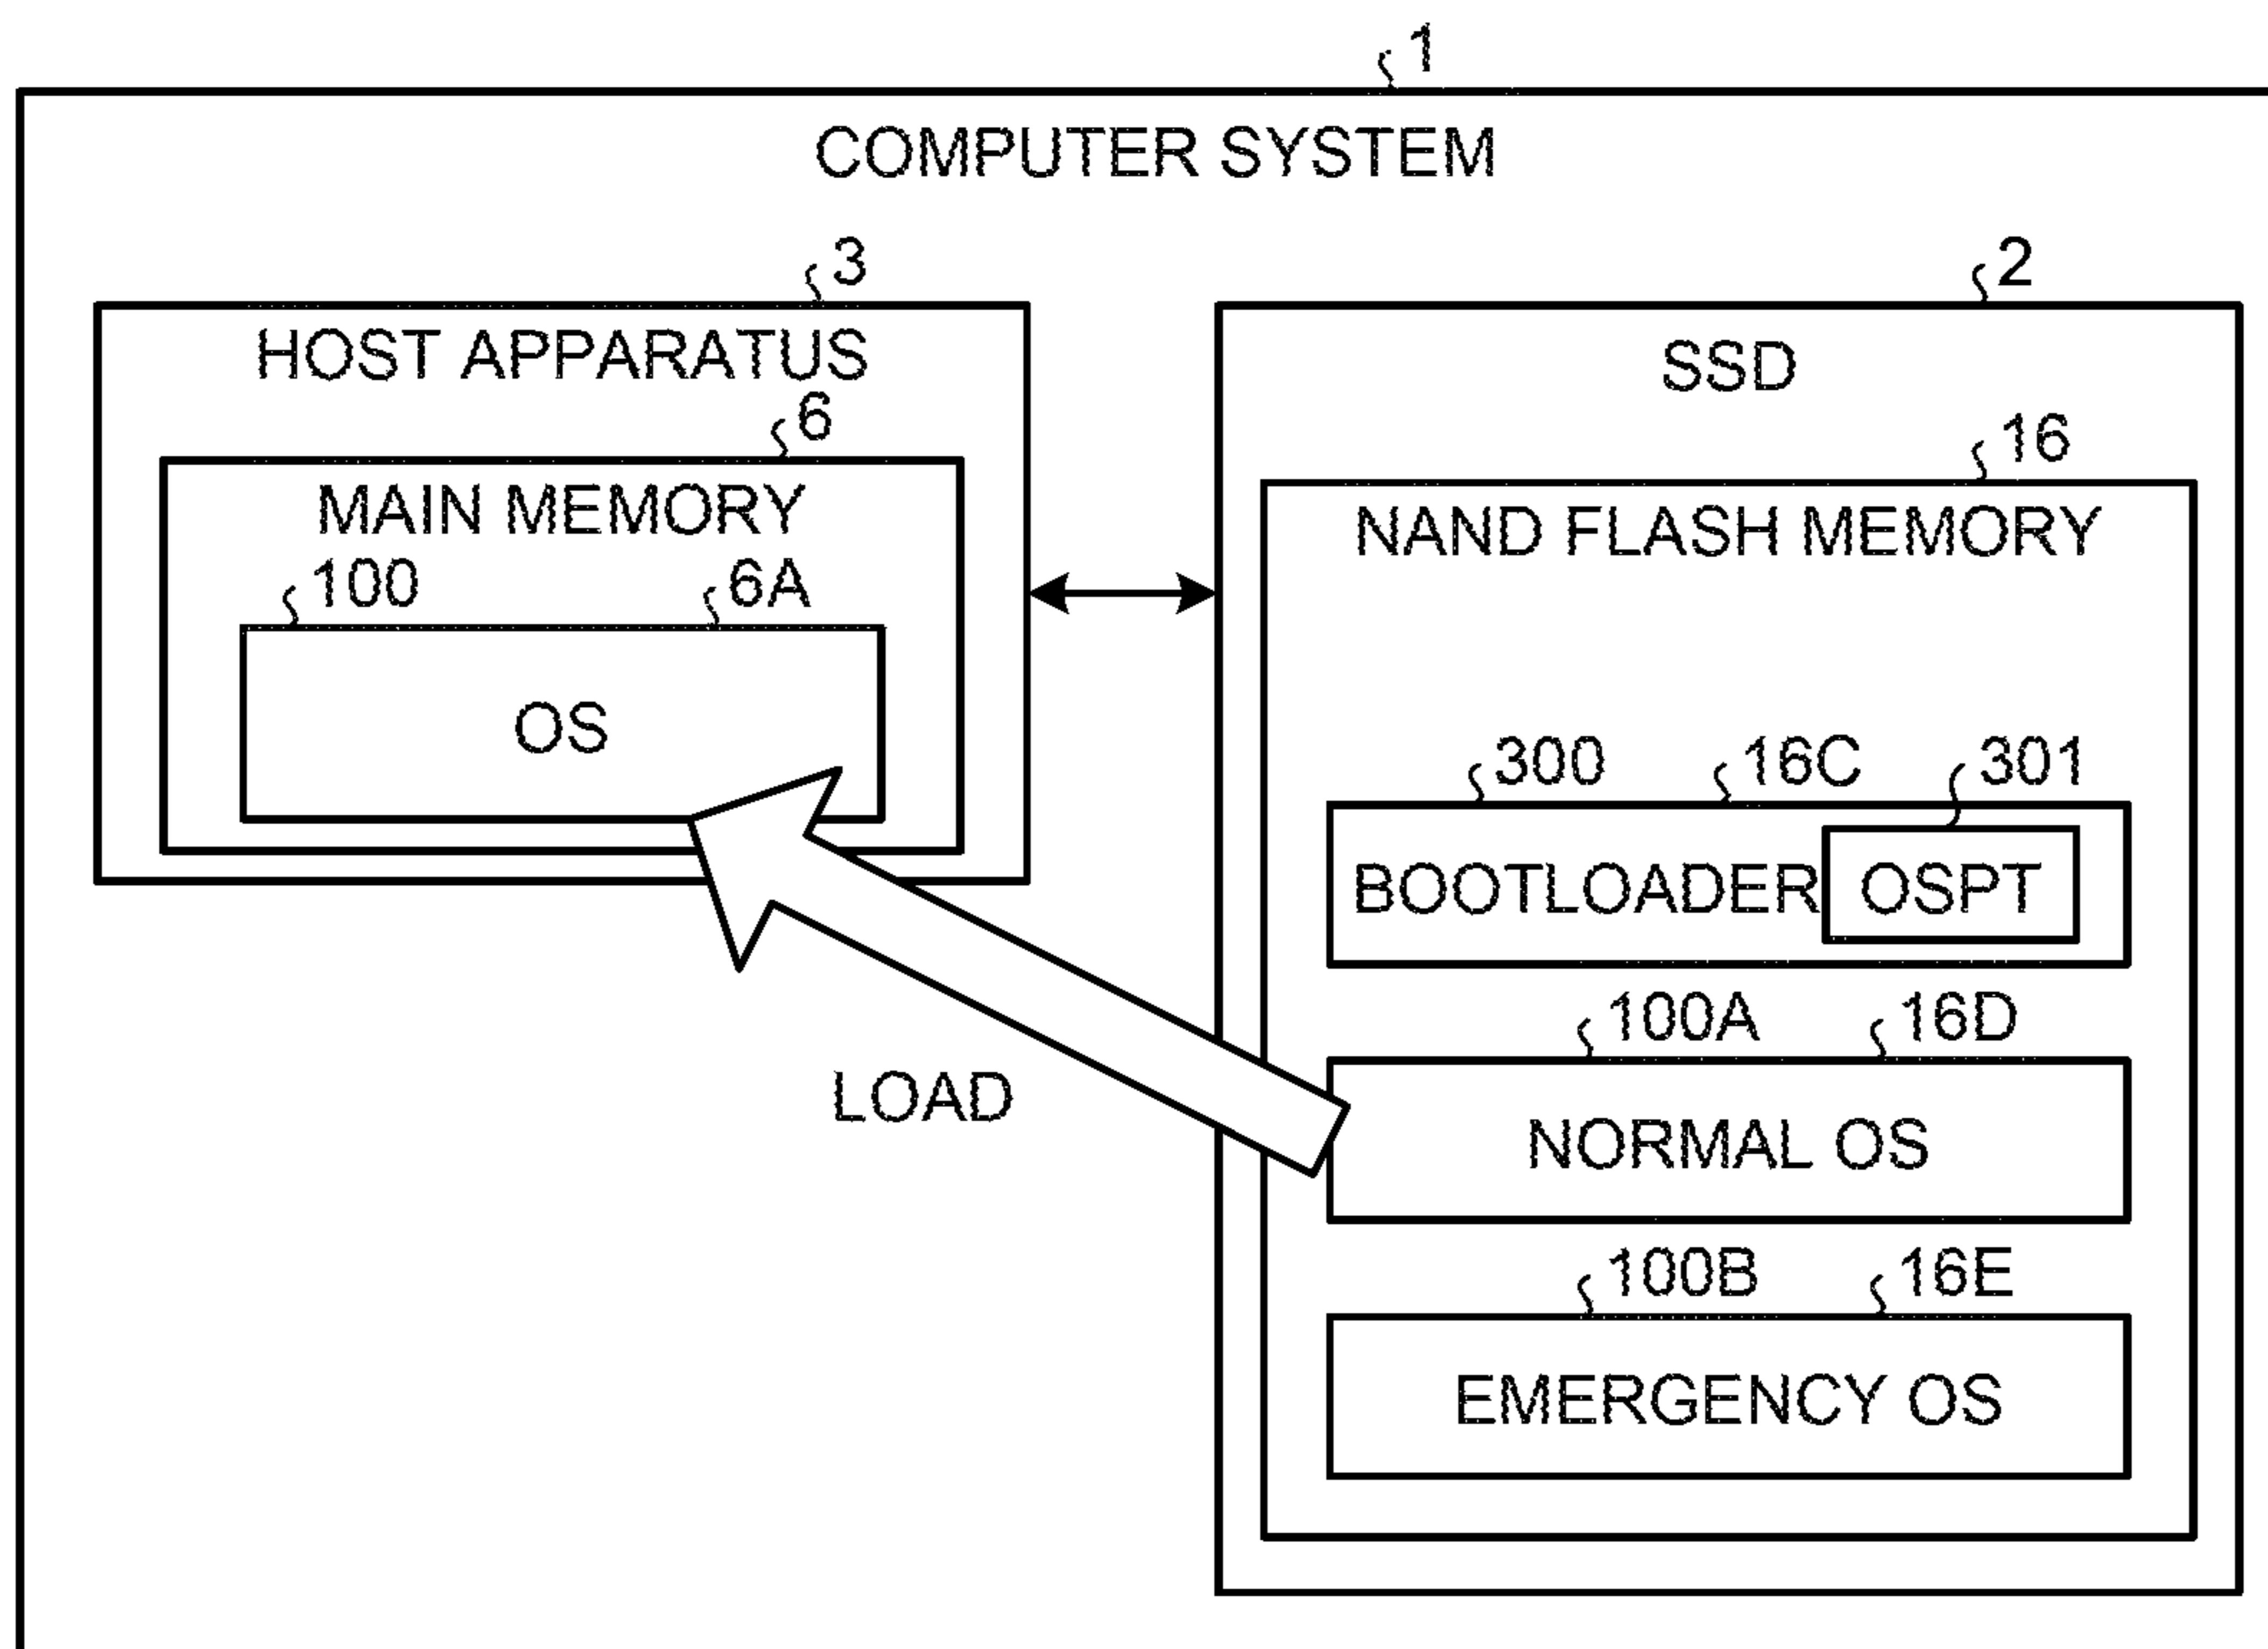 1
COMPUTER SYSTEM
3
HOST APPARATUS
6
MAIN MEMORY
100 6A
OS
2
SSD
16
NAND FLASH MEMORY
300 16C 301
BOOTLOADER OSPT
100A 16D
NORMAL OS
100B 16E
EMERGENCY OS
LOAD